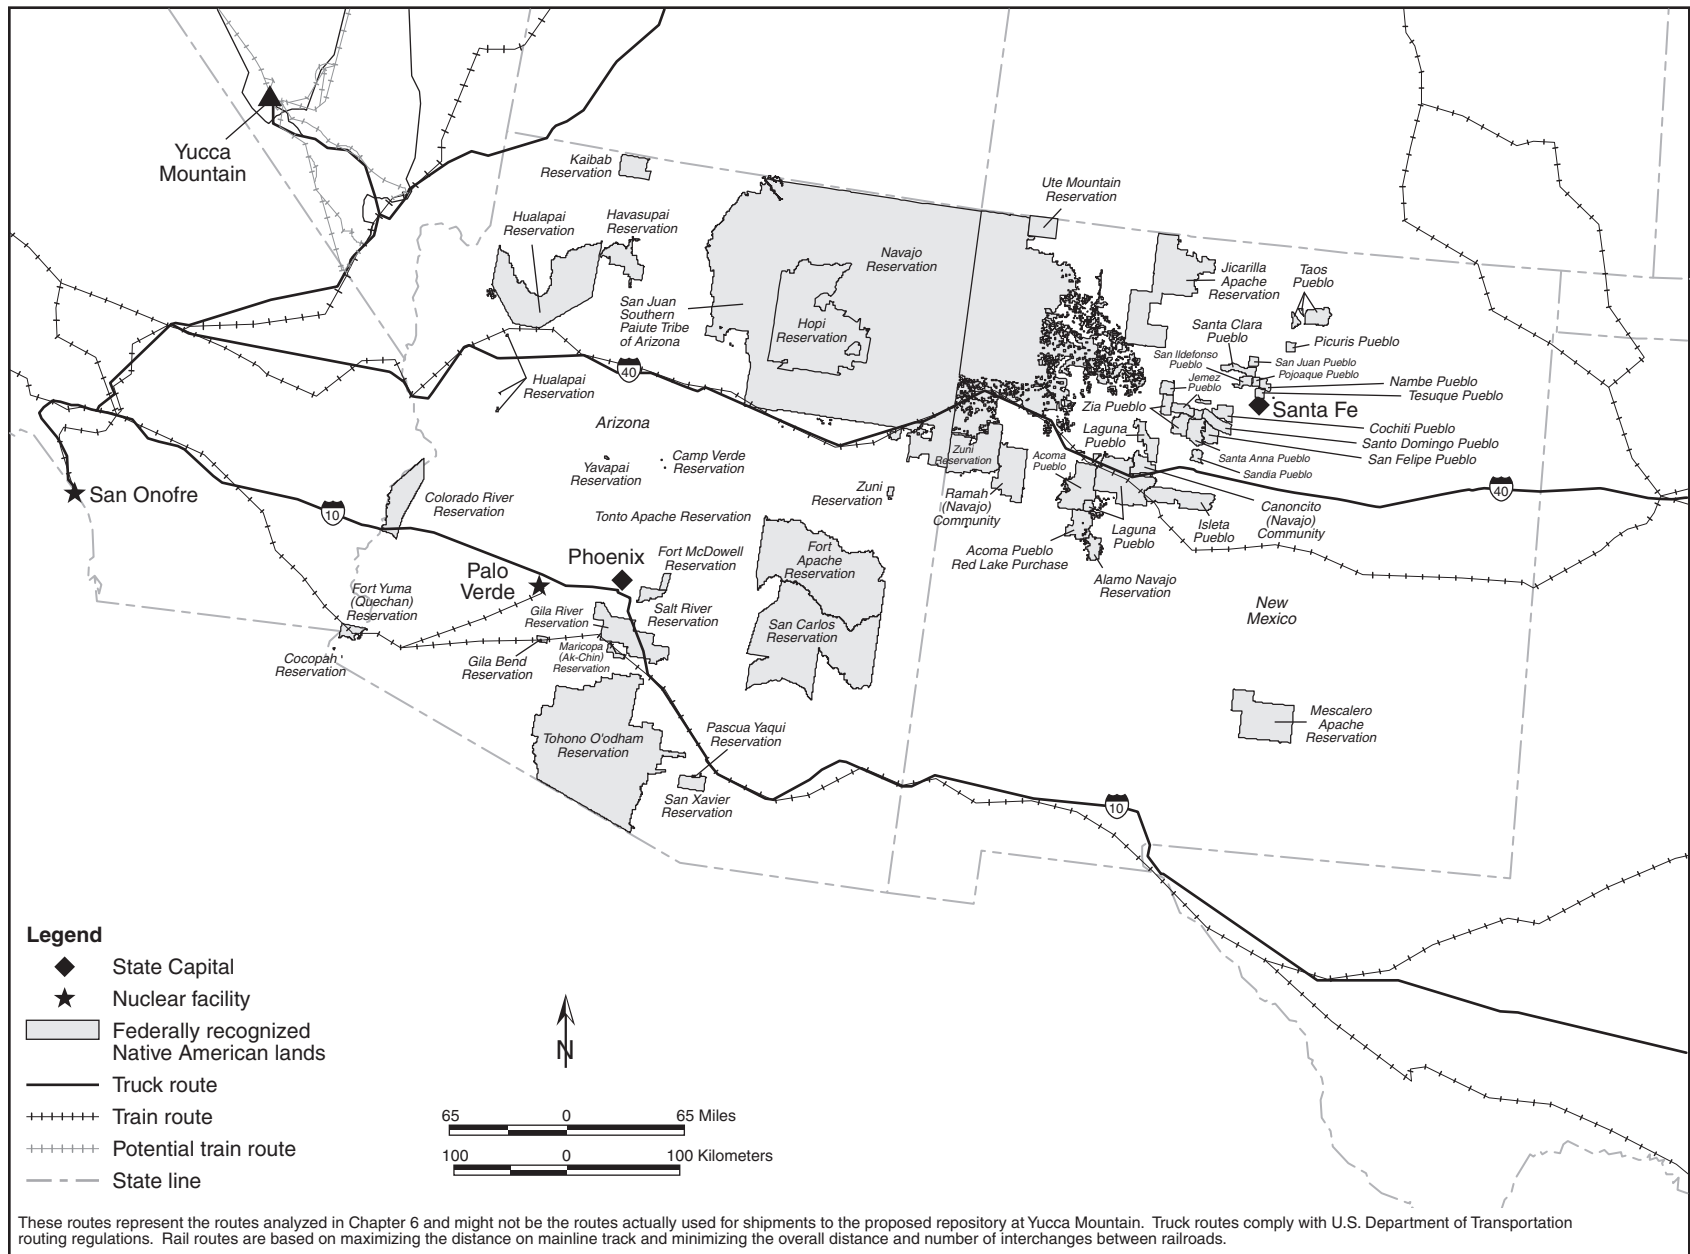 Yucca
Mountain
Kaibab
Reservation
Ute Mountain
Reservation
Hualapai
Reservation
Havasupai
Reservation
Navajo
Reservation
Jicarilla
Apache
Reservation
Taos
Pueblo
San Juan
Southern
Paiute Tribe
of Arizona
Hopi
Reservation
Santa Clara
Pueblo
Picuris Pueblo
San Ildefonso
Pueblo
San Juan Pueblo
Pojoaque Pueblo
Jemez
Pueblo
Nambe Pueblo
Tesuque Pueblo
40
Hualapai
Reservation
Zia Pueblo
Santa Fe
Arizona
Laguna
Pueblo
Cochiti Pueblo
Santo Domingo Pueblo
San Felipe Pueblo
Santa Anna Pueblo
Sandia Pueblo
Camp Verde
Reservation
Yavapai
Reservation
Zuni
Reservation
Acoma
Pueblo
San Onofre
Colorado River
Reservation
Zuni
Reservation
Ramah
(Navajo)
Community
40
10
Tonto Apache Reservation
Laguna
Pueblo
Isleta
Pueblo
Canoncito
(Navajo)
Community
Phoenix
Fort McDowell
Reservation
Fort
Apache
Reservation
Acoma Pueblo
Red Lake Purchase
Alamo Navajo
Reservation
Palo
Verde
Fort Yuma
(Quechan)
Reservation
Gila River
Reservation
Salt River
Reservation
San Carlos
Reservation
New
Mexico
Cocopah
Reservation
Gila Bend
Reservation
Maricopa
(Ak-Chin)
Reservation
Mescalero
Apache
Reservation
Tohono O'odham
Reservation
Pascua Yaqui
Reservation
San Xavier
Reservation
10
Legend
State Capital
Nuclear facility
Federally recognized
Native American lands
Truck route
Train route
Potential train route
State line
N
65 0 65 Miles
100 0 100 Kilometers
These routes represent the routes analyzed in Chapter 6 and might not be the routes actually used for shipments to the proposed repository at Yucca Mountain. Truck routes comply with U.S. Department of Transportation
routing regulations. Rail routes are based on maximizing the distance on mainline track and minimizing the overall distance and number of interchanges between railroads.